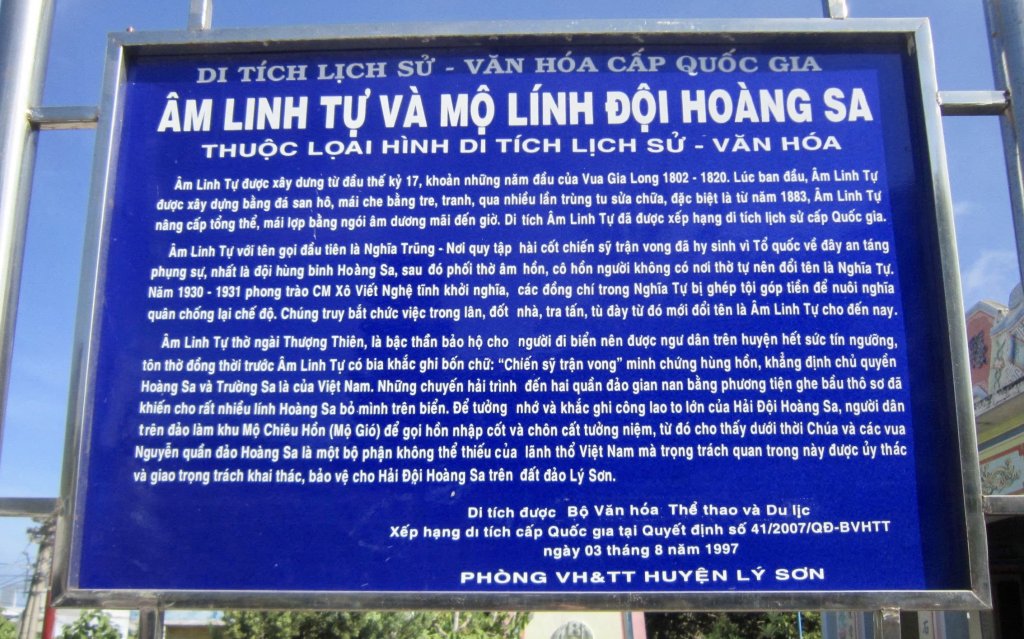 DI TÍCH LỊCH SỬ - VĂN HÓA CẤP QUỐC GIA
ÂM LINH TỰ VÀ MỘ LÍNH ĐỘI HOÀNG SA
THUỘC LOẠI HÌNH DI TÍCH LỊCH SỬ - VĂN HÓA
Âm Linh Tự được xây dưng từ đầu thế kỷ 17, khoản những năm đầu của Vua Gia Long 1802 - 1820. Lúc ban đầu, Âm Linh Tự
được xây dựng bằng đá san hô, mái che bằng tre, tranh, qua nhiều lần trùng tu sửa chữa, đặc biệt là từ năm 1883, Âm Linh Tự
nâng cấp tổng thể, mái lợp bằng ngói âm dương mãi đến giờ. Di tích Âm Linh Tự đã được xếp hạng di tích lịch sử cấp Quốc gia.
Âm Linh Tự với tên gọi đầu tiên là Nghĩa Trũng - Nơi quy tập hài cốt chiến sỹ trận vong đã hy sinh vì Tổ quốc về đây an táng
phụng sự, nhất là đội hùng binh Hoàng Sa, sau đó phối thờ âm hồn, cô hồn người không có nơi thờ tự nên đổi tên là Nghĩa Tự.
Năm 1930 - 1931 phong trào CM Xô Viết Nghệ tĩnh khởi nghĩa, các đồng chí trong Nghĩa Tự bị ghép tội góp tiền để nuôi nghĩa
quân chống lại chế độ. Chúng truy bắt chức việc trong lân, đốt nhà, tra tấn, tù đày từ đó mới đổi tên là Âm Linh Tự cho đến nay.
Âm Linh Tự thờ ngài Thượng Thiên, là bậc thần bảo hộ cho người đi biển nên được ngư dân trên huyện hết sức tín ngưỡng,
tôn thờ đồng thời trước Âm Linh Tự có bia khắc ghi bốn chữ: "Chiến sỹ trận vong" minh chứng hùng hồn, khẳng định chủ quyền
Hoàng Sa và Trường Sa là của Việt Nam. Những chuyến hải trình đến hai quần đảo gian nan bằng phương tiện ghe bầu thô sơ đã
khiến cho rất nhiều lính Hoàng Sa bỏ mình trên biển. Để tưởng nhớ và khắc ghi công lao to lớn của Hải Đội Hoàng Sa, người dân
trên đảo làm khu Mộ Chiêu Hồn (Mộ Gió) để gọi hồn nhập cốt và chôn cất tưởng niệm, từ đó cho thấy dưới thời Chúa và các vua
Nguyễn quần đảo Hoàng Sa là một bộ phận không thể thiếu của lãnh thổ Việt Nam mà trọng trách quan trong này được ủy thác
và giao trọng trách khai thác, bảo vệ cho Hải Đội Hoàng Sa trên đất đảo Lý Sơn.
Di tích được Bộ Văn hóa Thể thao và Du lịc
Xếp hạng di tích cấp Quốc gia tại Quyết định số 41/2007/QĐ-BVHTT
ngày 03 tháng 8 năm 1997
PHÒNG VH&TT HUYỆN LÝ SƠN